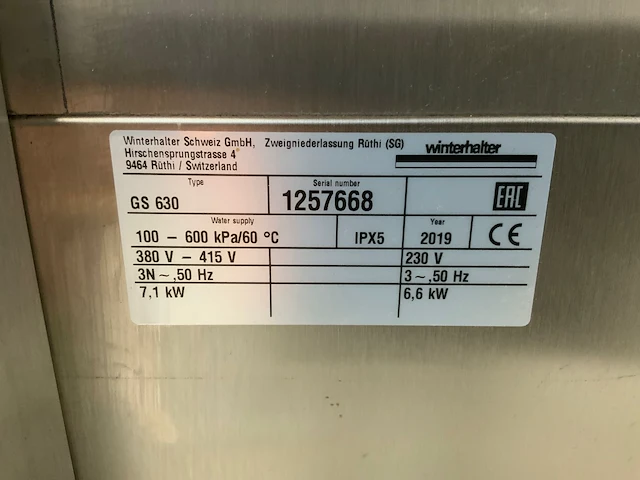 Winterhalter Schweiz GmbH, Zweigniederlassung Rüthi (SG)
Hirschensprungstrasse 4
9464 Rüthi / Switzerland
winterhalter
Type
GS 630
Serial number
1257668
EAC
Water supply
100 – 600 kPa/60 °C
IPX5
Year
2019
CE
380 V – 415 V
230 V
3N ~ ,50 Hz
3 ~ ,50 Hz
7,1 kW
6,6 kW